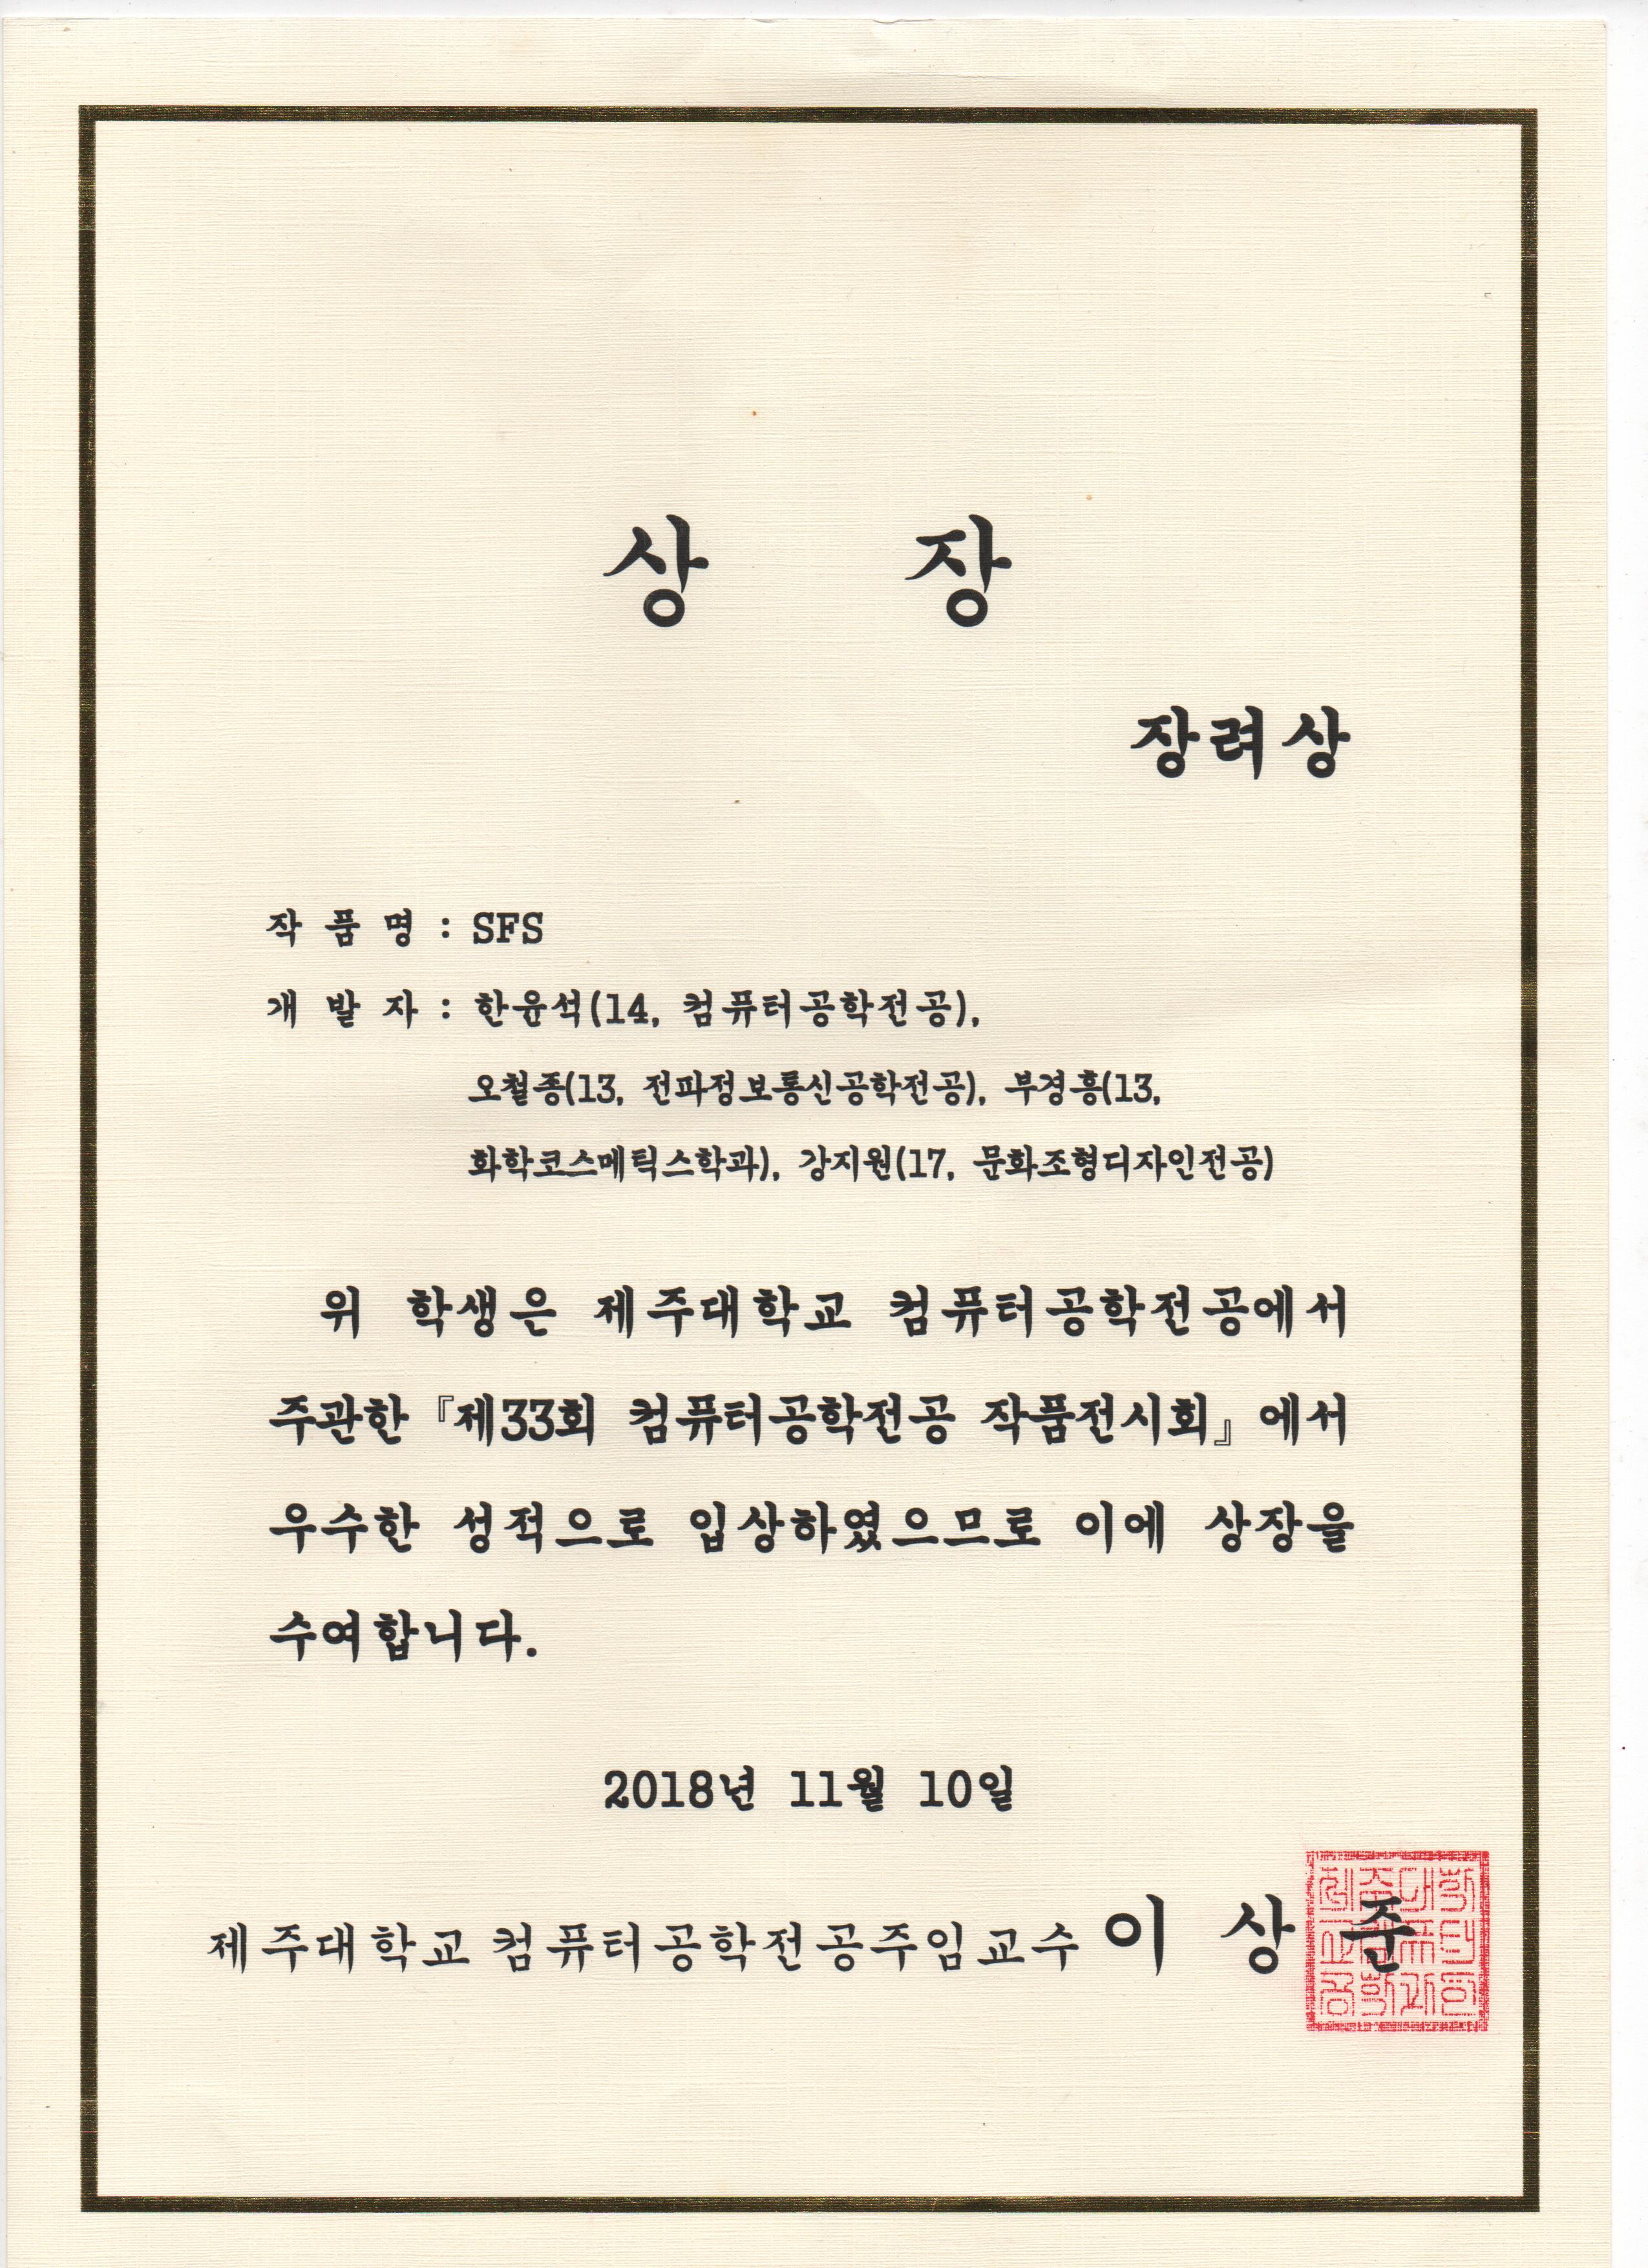 상 장
장려상
작 품 명 : SFS
개 발 자 : 한윤석(14, 컴퓨터공학전공),
오철종(13, 전파정보통신공학전공), 부경흥(13,
화학코스메틱스학과), 강지원(17, 문화조형디자인전공)
위 학생은 제주대학교 컴퓨터공학전공에서
주관한 『제33회 컴퓨터공학전공 작품전시회』에서
우수한 성적으로 입상하였으므로 이에 상장을
수여합니다.
2018년 11월 10일
제주대학교 컴퓨터공학전공주임교수 이 상 준